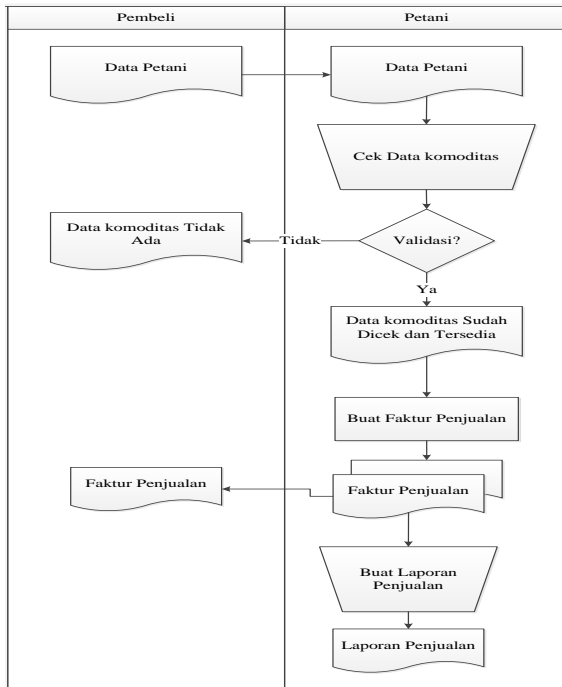 Pembeli
Petani
Data Petani
Data Petani
Cek Data komoditas
Data komoditas Tidak
Ada
Tidak
Validasi?
Ya
Data komoditas Sudah
Dicek dan Tersedia
Buat Faktur Penjualan
Faktur Penjualan
Faktur Penjualan
Buat Laporan
Penjualan
Laporan Penjualan